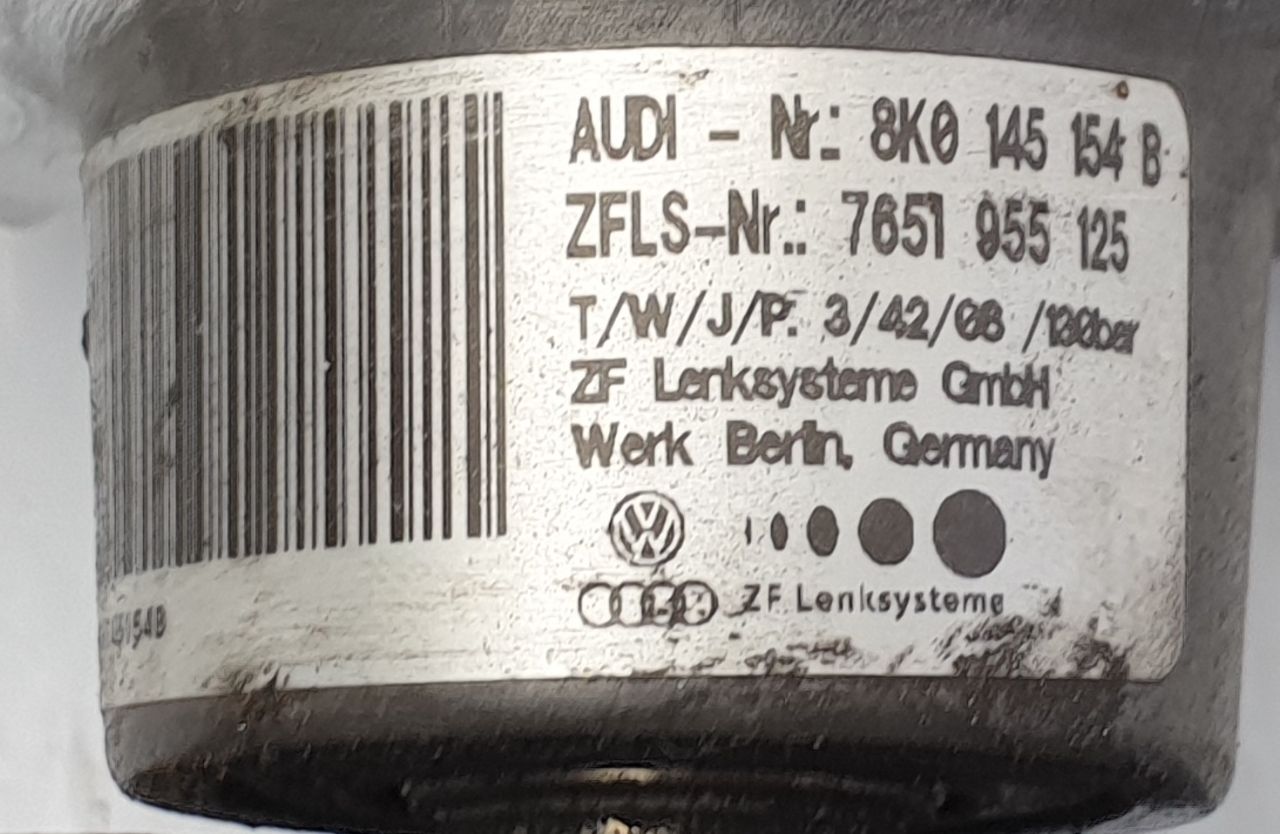 AUDI - Nr.: 8K0 145 154 B
ZFLS-Nr.: 7651 955 125
T/W/J/P. 3/42/08 /130bar
ZF Lenksysteme GmbH
Werk Berlin, Germany
ZF Lenksysteme